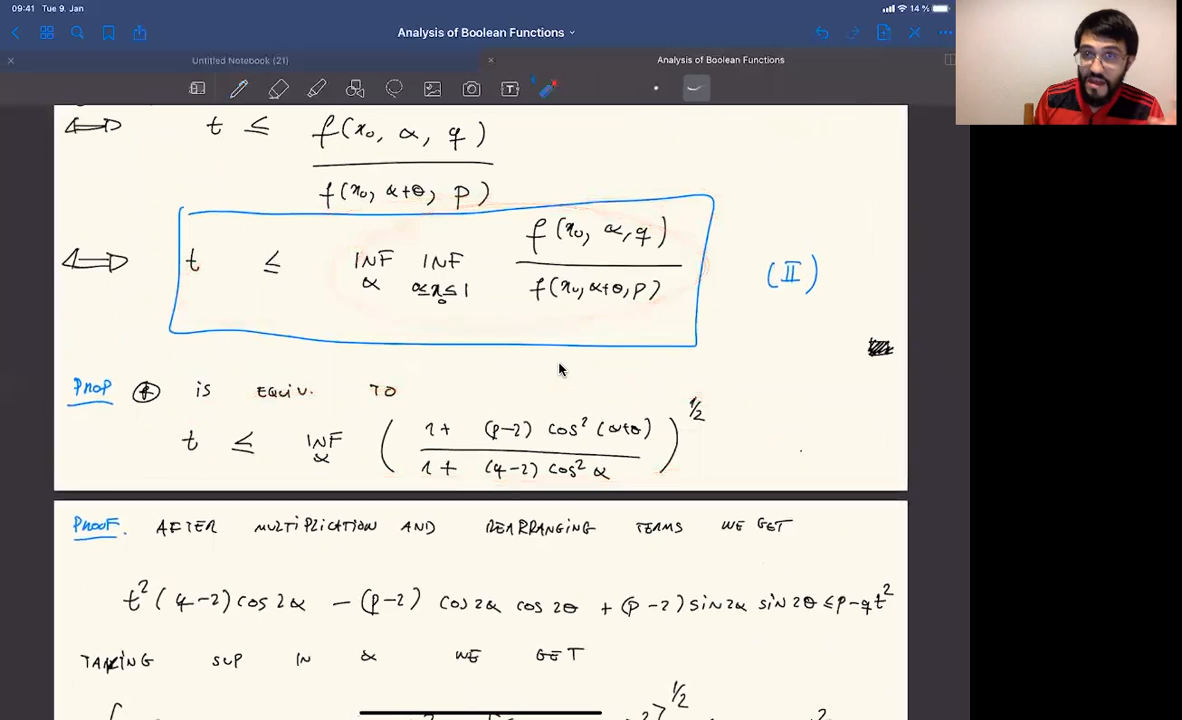 09:41 Tue 9. Jan 14 %
Analysis of Boolean Functions
Untitled Notebook (21)
Analysis of Boolean Functions
⟺ t ≤ f(x₀, α, q) / f(x₀, α+θ, p)
⟺ t ≤ INF α INF α≤x₀≤1 f(x₀, α, q) / f(x₀, α+θ, p) (II)
PROP (*) IS EQUIV. TO
t ≤ INF α ( 1 + (p-2) cos² (α+θ) / 1 + (q-2) cos² α )^1/2
PROOF. AFTER MULTIPLICATION AND REARRANGING TERMS WE GET
t² (q-2) cos 2α - (p-2) cos 2α cos 2θ + (p-2) sin 2α sin 2θ ≤ p - qt²
TAKING SUP IN α WE GET